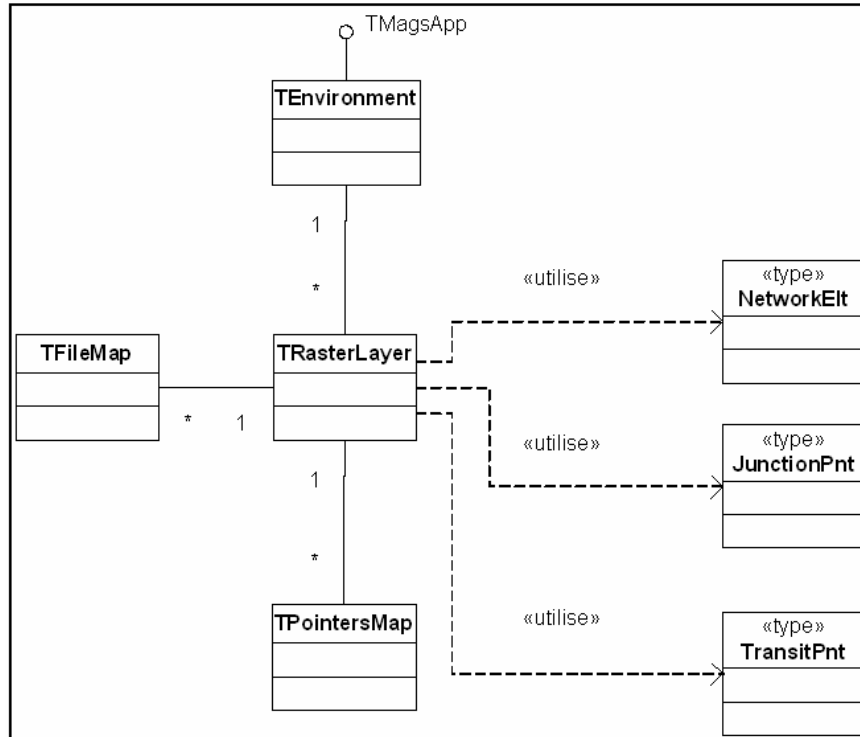 TMagsApp
TEnvironment
1
*
«utilise»
«type»
NetworkElt
TFileMap
TRasterLayer
*
1
«utilise»
«type»
JunctionPnt
1
*
TPointersMap
«utilise»
«type»
TransitPnt